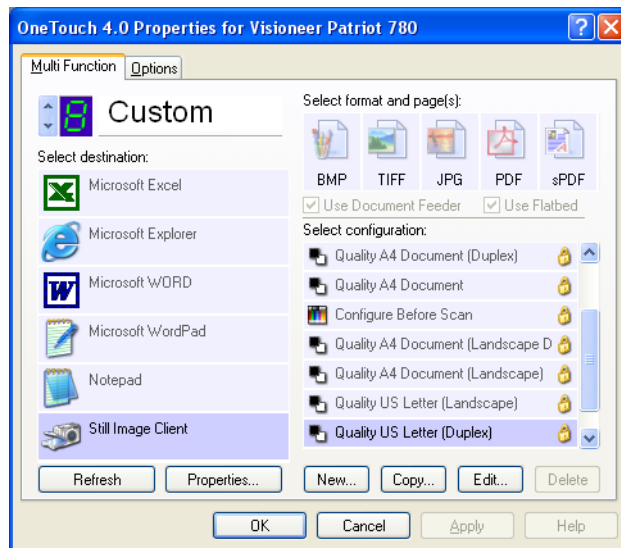 OneTouch 4.0 Properties for Visioneer Patriot 780
Multi Function
Options
8
Custom
Select destination:
Microsoft Excel
Microsoft Explorer
Microsoft WORD
Microsoft WordPad
Notepad
Still Image Client
Refresh
Properties...
Select format and page(s):
BMP TIFF JPG PDF sPDF
Use Document Feeder
Use Flatbed
Select configuration:
Quality A4 Document (Duplex)
Quality A4 Document
Configure Before Scan
Quality A4 Document (Landscape D
Quality A4 Document (Landscape)
Quality US Letter (Landscape)
Quality US Letter (Duplex)
New... Copy... Edit... Delete
OK Cancel Apply Help